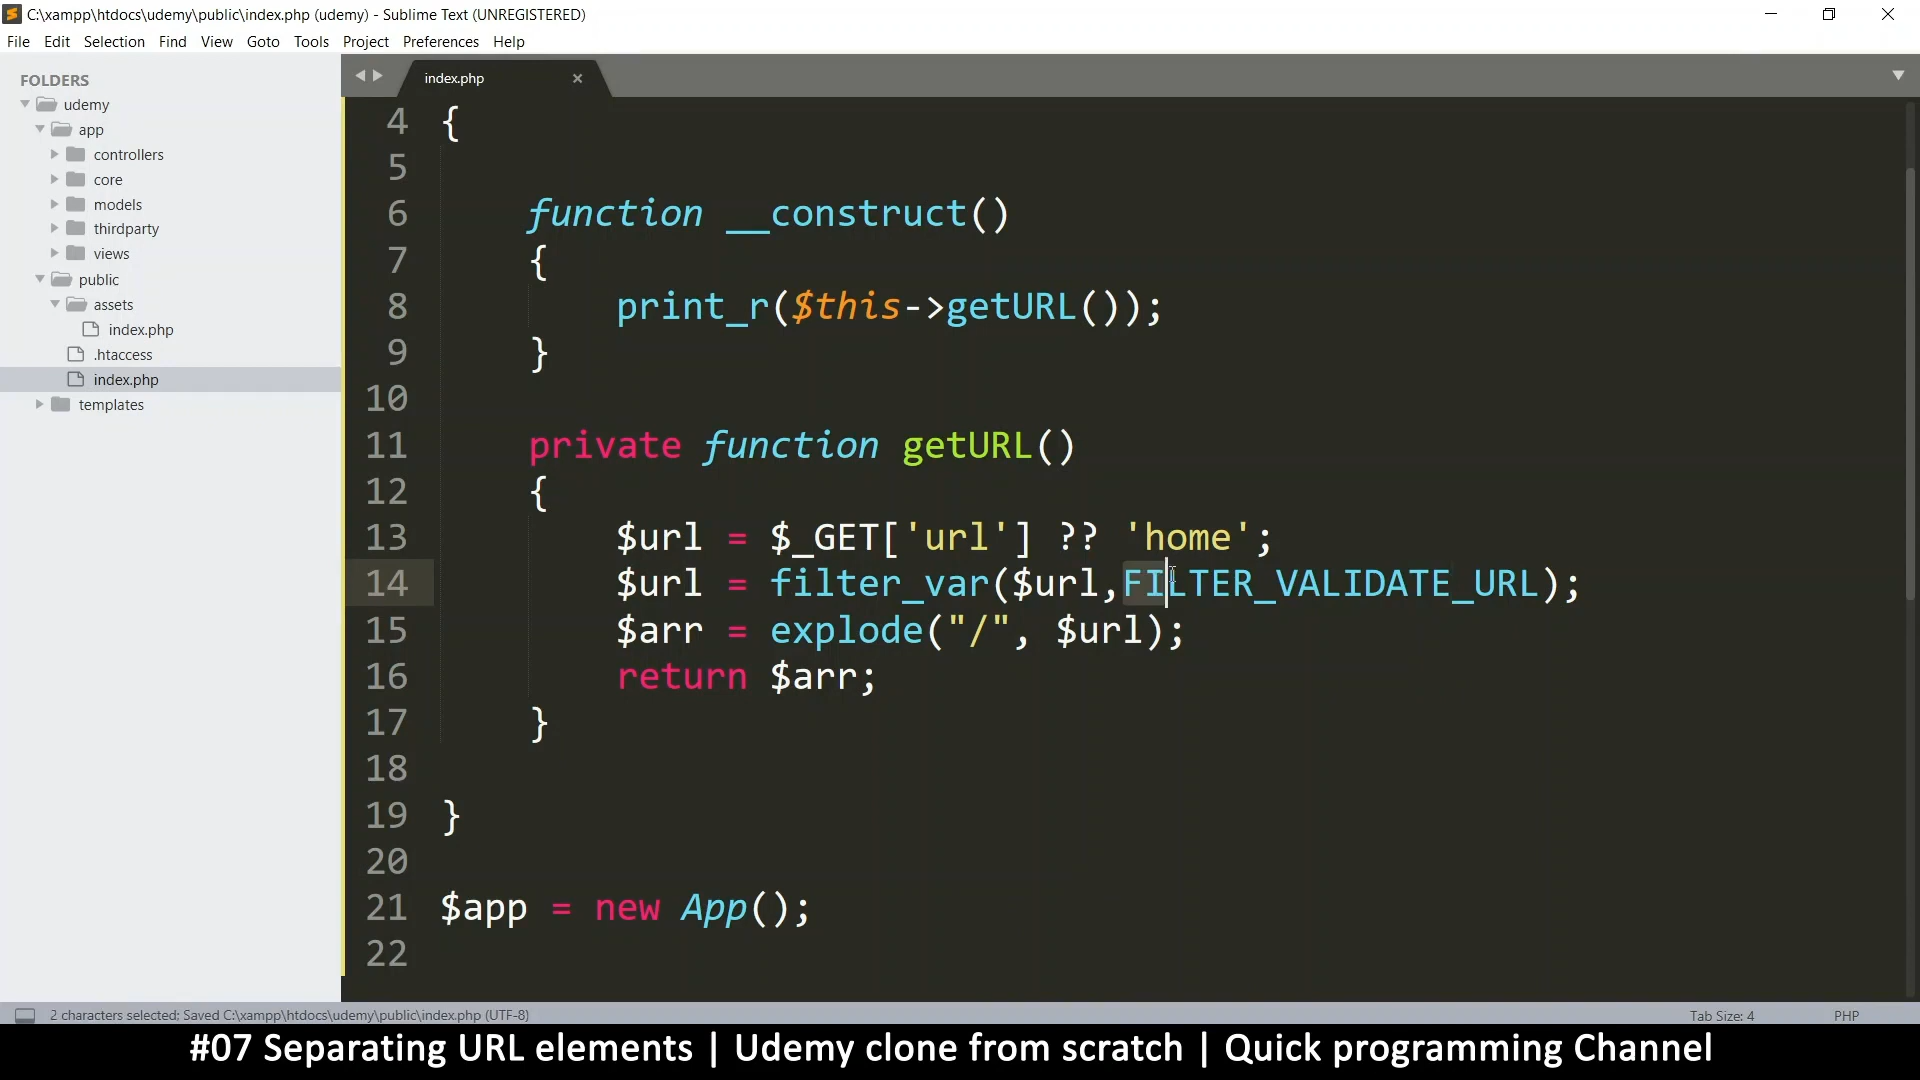 C:\xampp\htdocs\udemy\public\index.php (udemy) - Sublime Text (UNREGISTERED)
File Edit Selection Find View Goto Tools Project Preferences Help
FOLDERS
udemy
app
controllers
core
models
thirdparty
views
public
assets
index.php
.htaccess
index.php
templates
index.php
4 {
5
6 function __construct()
7 {
8 print_r($this->getURL());
9 }
10
11 private function getURL()
12 {
13 $url = $_GET['url'] ?? 'home';
14 $url = filter_var($url,FILTER_VALIDATE_URL);
15 $arr = explode("/", $url);
16 return $arr;
17 }
18
19 }
20
21 $app = new App();
22
2 characters selected; Saved C:\xampp\htdocs\udemy\public\index.php (UTF-8)
Tab Size: 4
PHP
#07 Separating URL elements | Udemy clone from scratch | Quick programming Channel